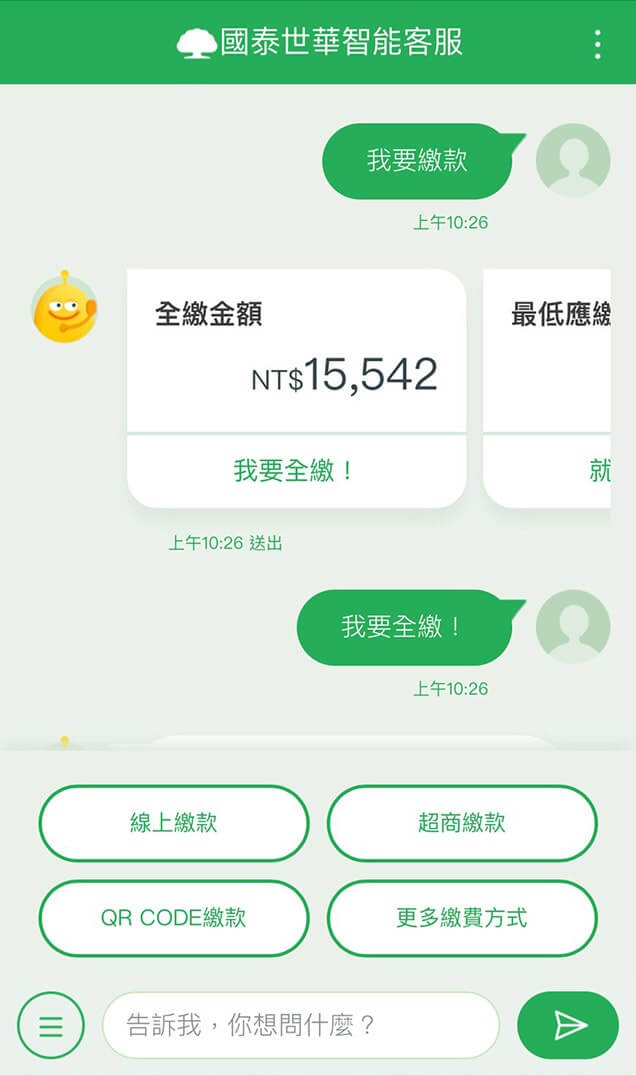 國泰世華智能客服
我要繳款
上午10:26
全繳金額
最低應繳
NT$15,542
我要全繳！
就
上午10:26 送出
我要全繳！
上午10:26
線上繳款
超商繳款
QR CODE繳款
更多繳費方式
告訴我，你想問什麼？